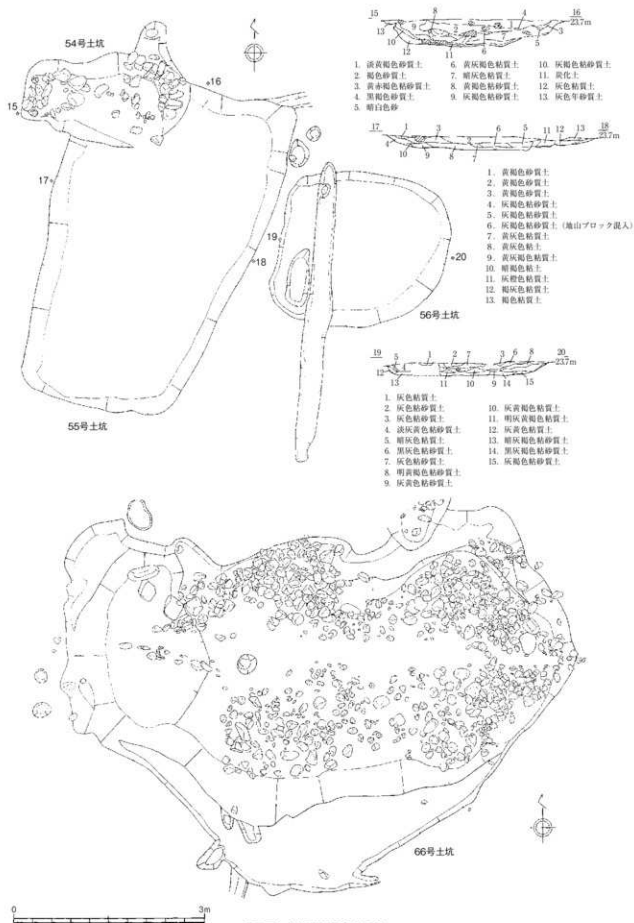 54号土坑
15
16
17
18
19
20
55号土坑
56号土坑
15 8 4 16
23.7m
1. 淡黄褐色砂質土
2. 褐色砂質土
3. 黄赤褐色粘砂質土
4. 黒褐色砂質土
5. 暗白色砂
6. 黄灰褐色粘砂質土
7. 暗灰色粘質土
8. 黄褐色粘砂質土
9. 灰褐色粘砂質土
10. 灰褐色粘砂質土
11. 炭化土
12. 灰色粘質土
17 18
23.7m
1. 黄褐色砂質土
2. 黄褐色砂質土
3. 黄褐色砂質土
4. 灰褐色粘砂質土
5. 灰褐色粘砂質土
6. 灰褐色粘砂質土（地山ブロック混入）
7. 黄灰色粘質土
8. 黄灰色粘土
9. 黄灰褐色粘質土
10. 暗褐色粘土
11. 灰橙色粘質土
12. 褐灰色粘質土
13. 褐色粘質土
19 20
23.7m
1. 灰色粘質土
2. 灰色粘砂質土
3. 灰色粘砂質土
4. 淡灰黄色粘砂質土
5. 暗灰色粘質土
6. 黒灰色粘砂質土
7. 灰色粘砂質土
8. 明黄褐色粘砂質土
9. 灰黄色粘砂質土
10. 灰黄褐色粘質土
11. 明灰黄褐色粘質土
12. 灰黄色粘質土
13. 暗灰褐色粘質土
14. 黒灰褐色粘砂質土
15. 灰褐色粘砂質土
66号土坑
0 3m